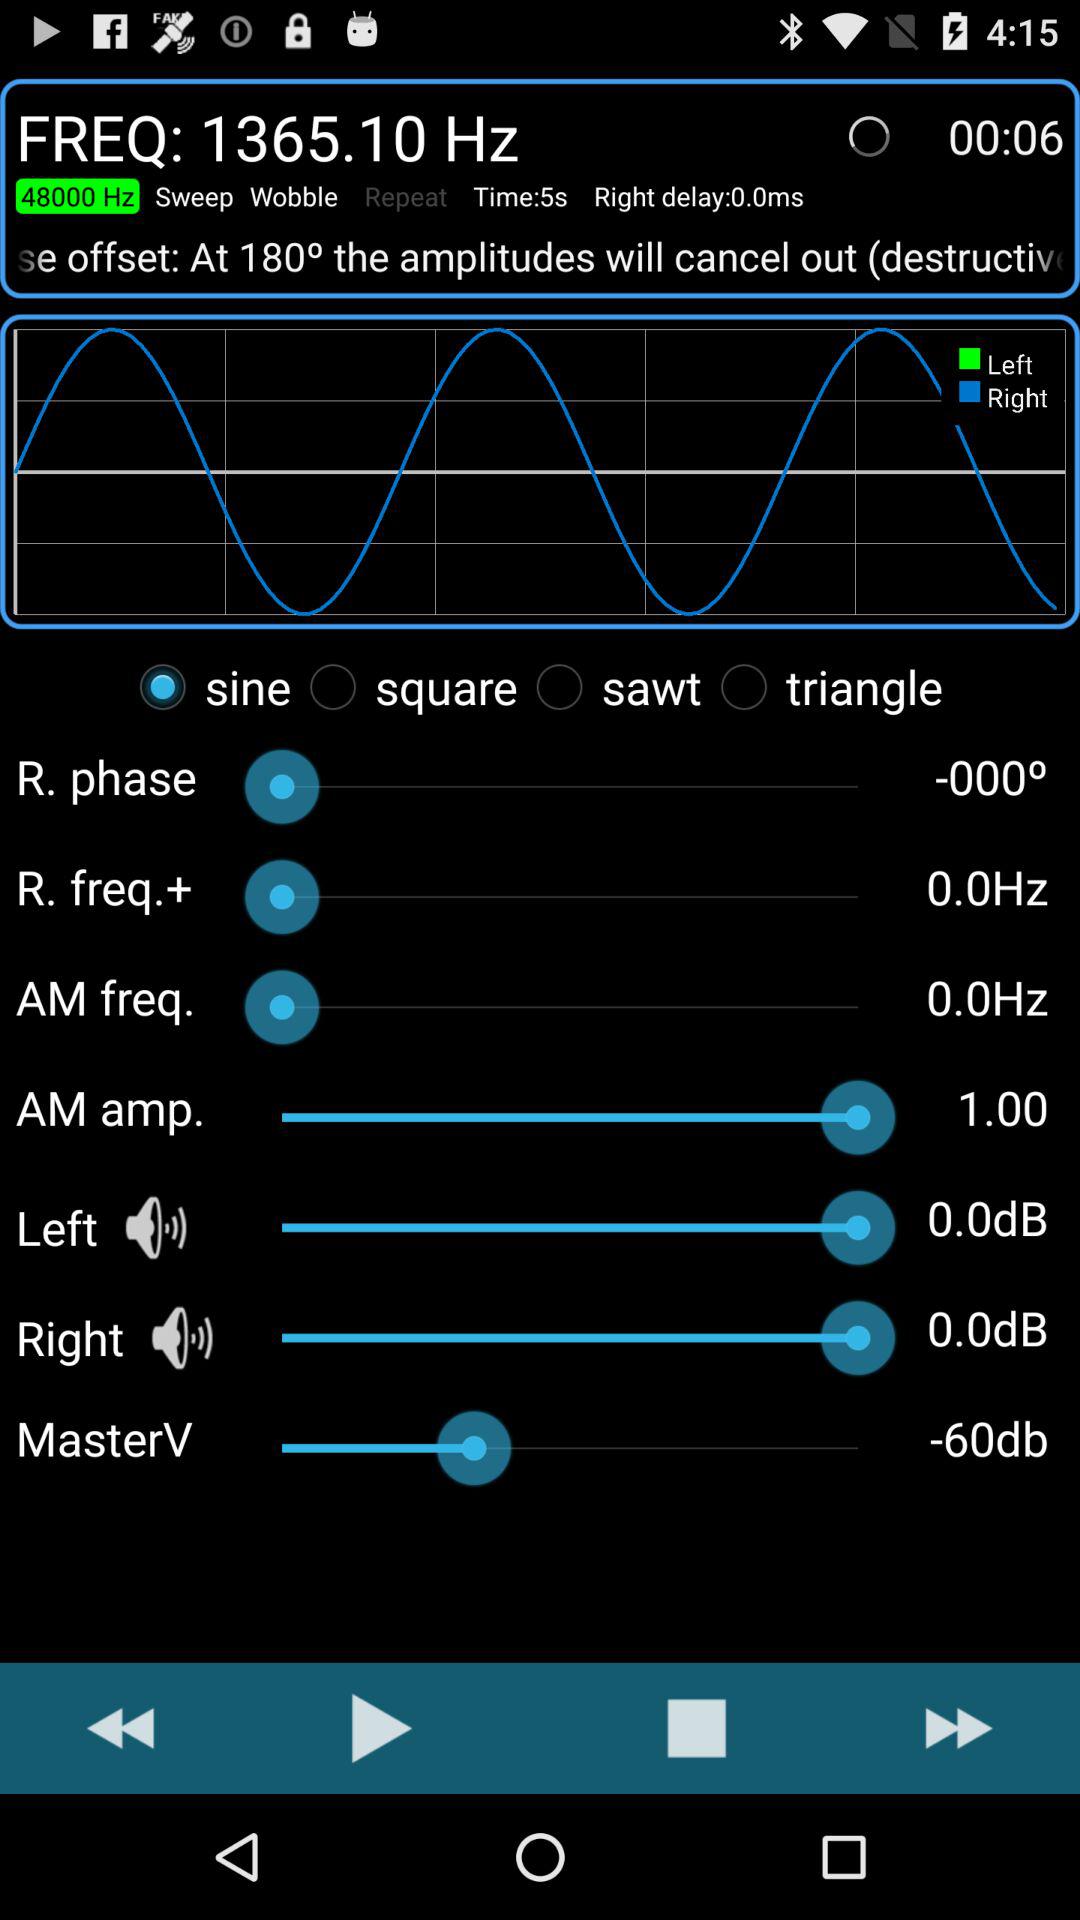 FAKE
4:15
FREQ: 1365.10 Hz 00:06
48000 Hz Sweep Wobble Repeat Time:5s Right delay:0.0ms
se offset: At 180º the amplitudes will cancel out (destructive
Left
Right
sine square sawt triangle
R. phase -000º
R. freq.+ 0.0Hz
AM freq. 0.0Hz
AM amp. 1.00
Left 0.0dB
Right 0.0dB
MasterV -60db